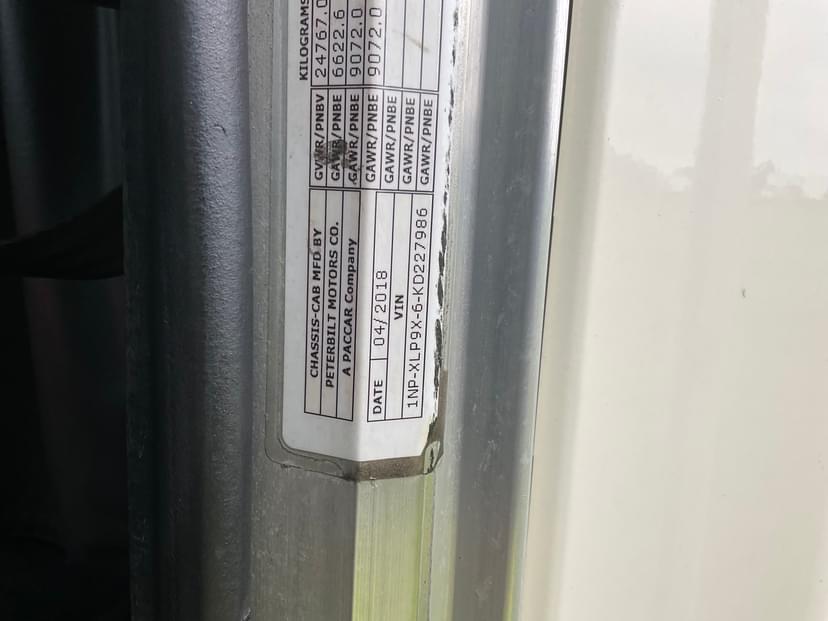 CHASSIS-CAB MFD BY
PETERBILT MOTORS CO.
A PACCAR Company
DATE 04/2018
VIN
1NP-XLP9X-6-KD227986
KILOGRAMS
GVWR/PNBV 24767.0
GAWR/PNBE 6622.6
GAWR/PNBE 9072.0
GAWR/PNBE 9072.0
GAWR/PNBE
GAWR/PNBE
GAWR/PNBE